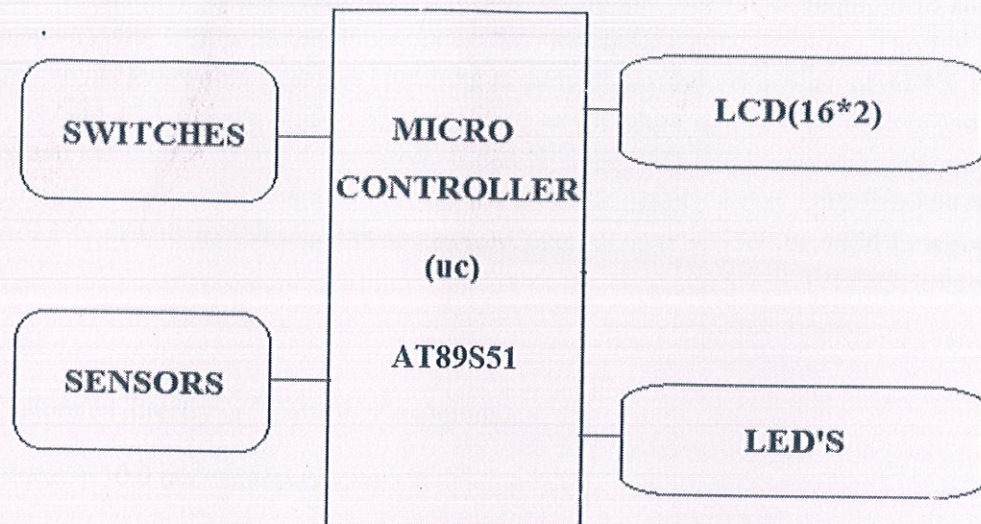 SWITCHES
SENSORS
MICRO
CONTROLLER
(uc)
AT89S51
LCD(16*2)
LED'S